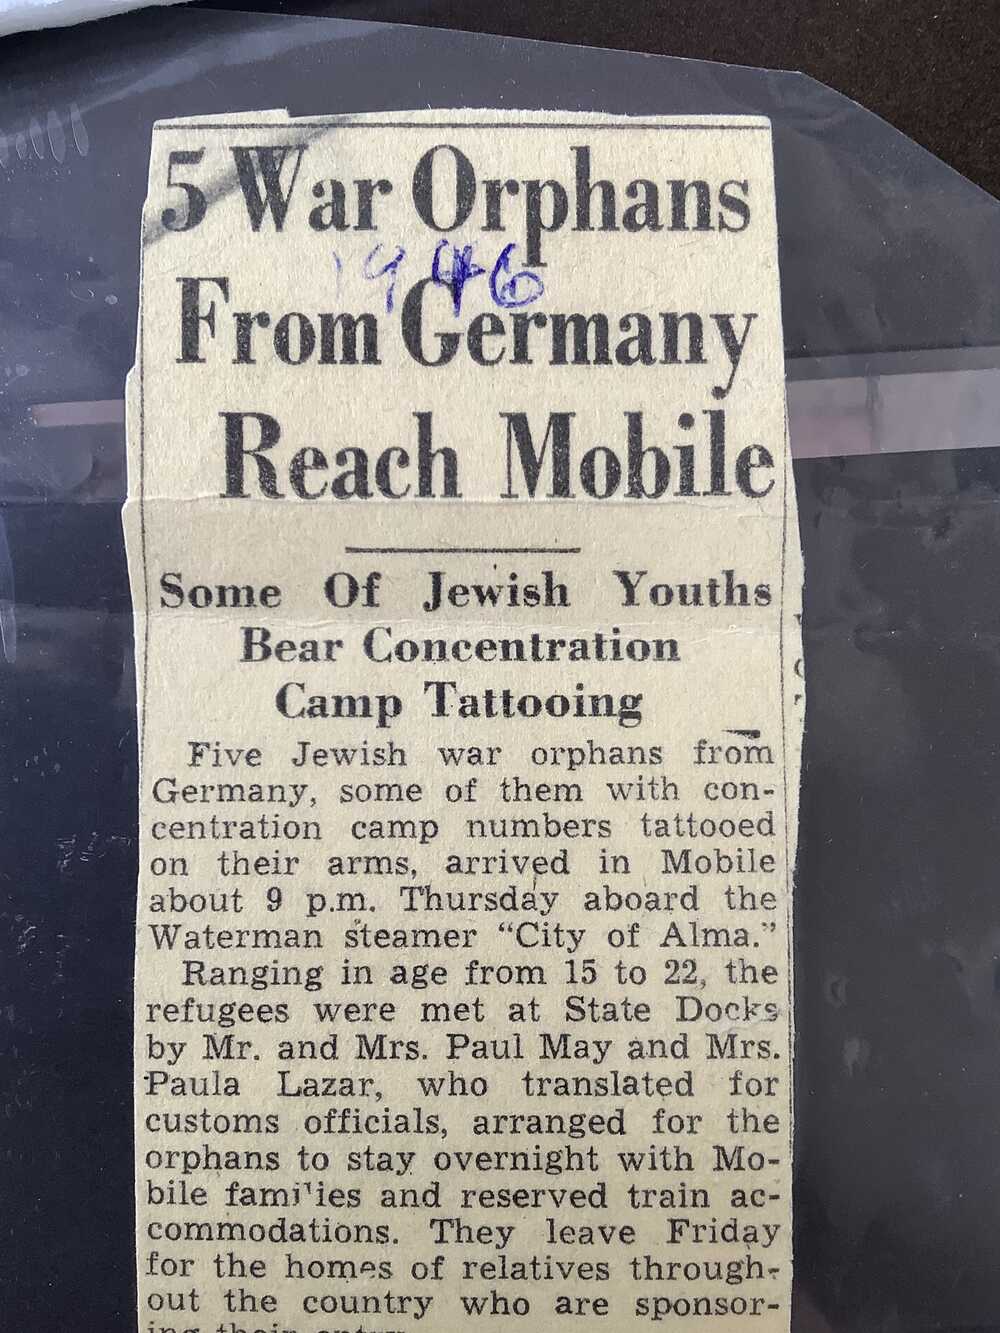 5 War Orphans
1946
From Germany
Reach Mobile
Some Of Jewish Youths
Bear Concentration
Camp Tattooing
Five Jewish war orphans from
Germany, some of them with con-
centration camp numbers tattooed
on their arms, arrived in Mobile
about 9 p.m. Thursday aboard the
Waterman steamer “City of Alma.”
Ranging in age from 15 to 22, the
refugees were met at State Docks
by Mr. and Mrs. Paul May and Mrs.
Paula Lazar, who translated for
customs officials, arranged for the
orphans to stay overnight with Mo-
bile families and reserved train ac-
commodations. They leave Friday
for the homes of relatives through-
out the country who are sponsor-
ing their entry